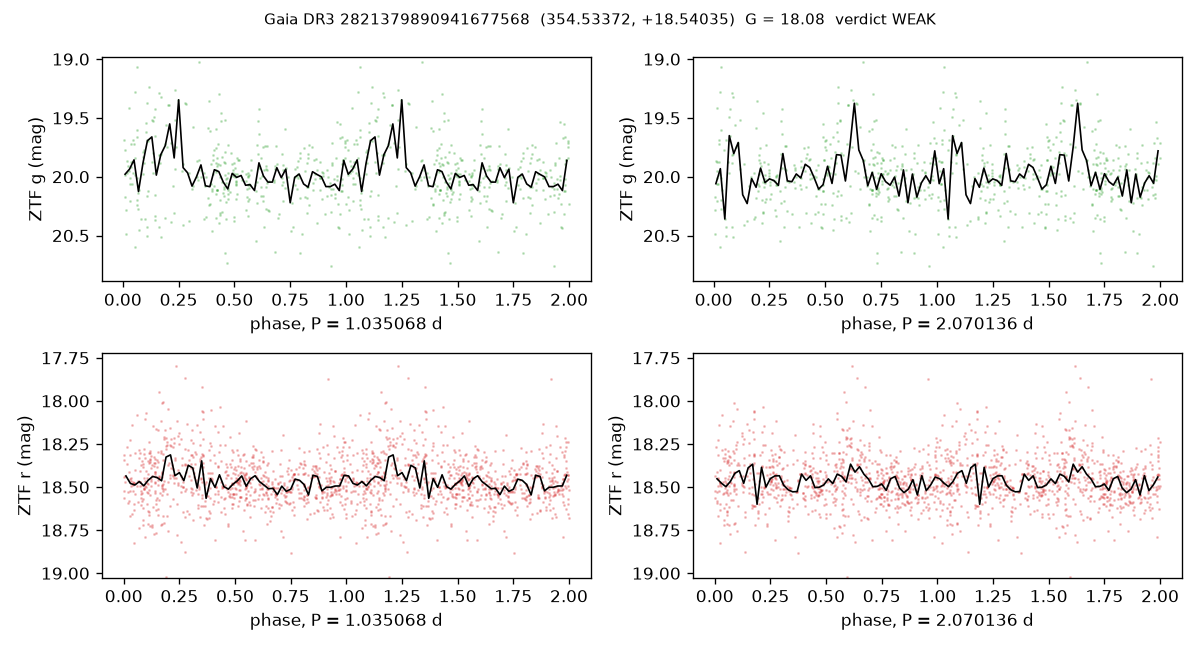 Gaia DR3 2821379890941677568 (354.53372, +18.54035) G = 18.08 verdict WEAK
19.0
19.5
20.0
20.5
ZTF g (mag)
0.00 0.25 0.50 0.75 1.00 1.25 1.50 1.75 2.00
phase, P = 1.035068 d
19.0
19.5
20.0
20.5
ZTF g (mag)
0.00 0.25 0.50 0.75 1.00 1.25 1.50 1.75 2.00
phase, P = 2.070136 d
17.75
18.00
18.25
18.50
18.75
19.00
ZTF r (mag)
0.00 0.25 0.50 0.75 1.00 1.25 1.50 1.75 2.00
phase, P = 1.035068 d
17.75
18.00
18.25
18.50
18.75
19.00
ZTF r (mag)
0.00 0.25 0.50 0.75 1.00 1.25 1.50 1.75 2.00
phase, P = 2.070136 d